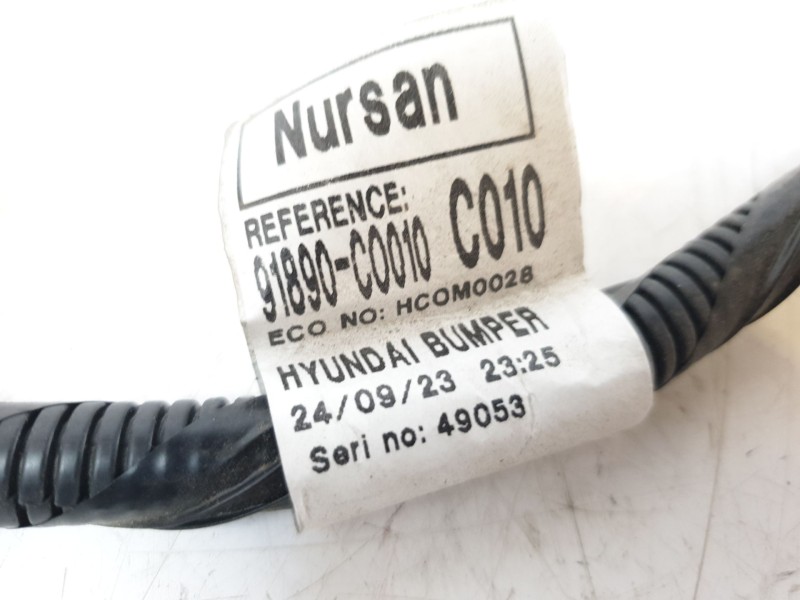 Nursan
REFERENCE:
91890-C0010 C010
ECO NO: HCOM0028
HYUNDAI BUMPER
24/09/23 23:25
Seri no: 49053